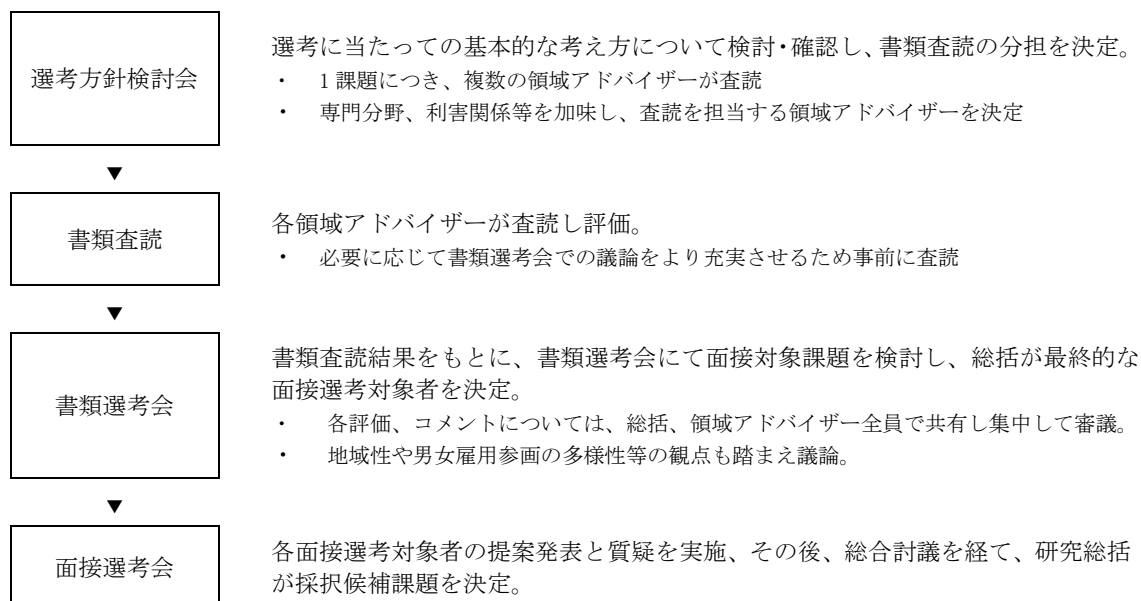 選考方針検討会
選考に当たっての基本的な考え方について検討・確認し、書類査読の分担を決定。
・ 1課題につき、複数の領域アドバイザーが査読
・ 専門分野、利害関係等を加味し、査読を担当する領域アドバイザーを決定
▼
書類査読
各領域アドバイザーが査読し評価。
・ 必要に応じて書類選考会での議論をより充実させるため事前に査読
▼
書類選考会
書類査読結果をもとに、書類選考会にて面接対象課題を検討し、総括が最終的な
面接選考対象者を決定。
・ 各評価、コメントについては、総括、領域アドバイザー全員で共有し集中して審議。
・ 地域性や男女雇用参画の多様性等の観点も踏まえ議論。
▼
面接選考会
各面接選考対象者の提案発表と質疑を実施、その後、総合討議を経て、研究総括
が採択候補課題を決定。